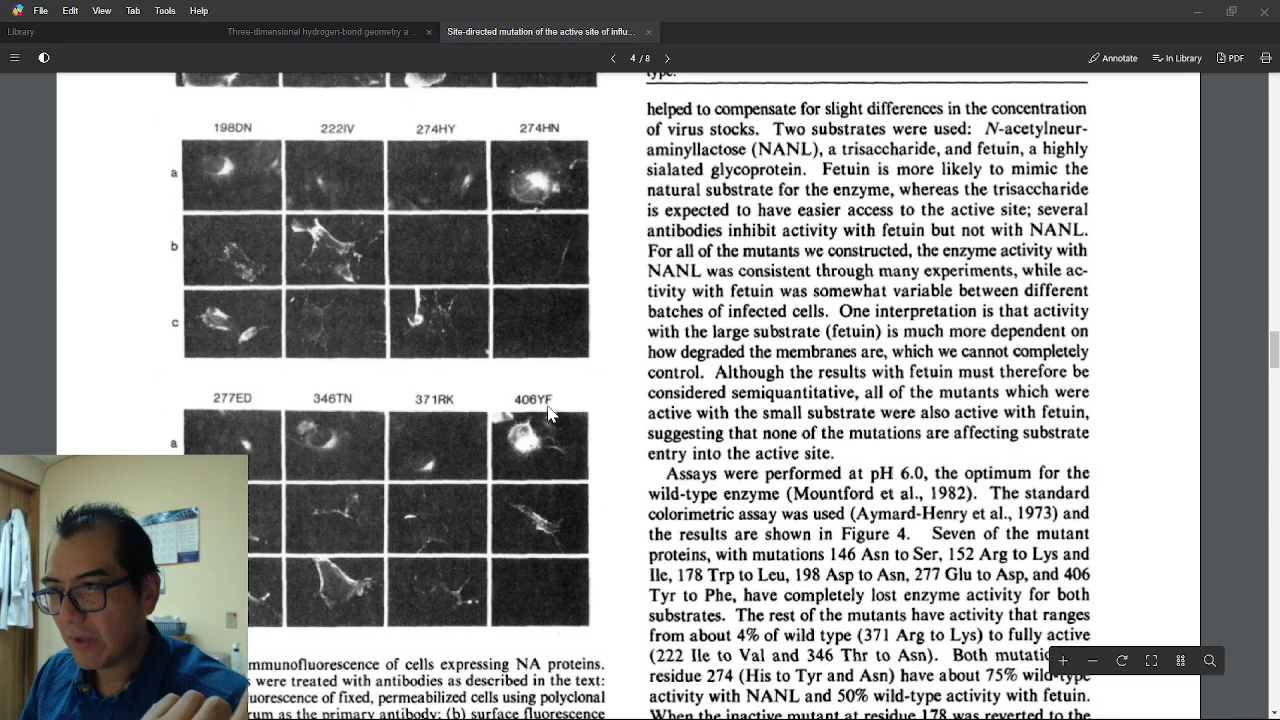 File Edit View Tab Tools Help
Library
Three-dimensional hydrogen-bond geometry a...
Site-directed mutation of the active site of influ...
4 / 8
Annotate
In Library
PDF
198DN 222IV 274HY 274HN
a
b
c
277ED 346TN 371RK 406YF
a
mmunofluorescence of cells expressing NA proteins.
were treated with antibodies as described in the text:
uorescence of fixed, permeabilized cells using polyclonal
rum as the primary antibody; (b) surface fluorescence
type.
helped to compensate for slight differences in the concentration
of virus stocks. Two substrates were used: N-acetylneur-
aminyllactose (NANL), a trisaccharide, and fetuin, a highly
sialated glycoprotein. Fetuin is more likely to mimic the
natural substrate for the enzyme, whereas the trisaccharide
is expected to have easier access to the active site; several
antibodies inhibit activity with fetuin but not with NANL.
For all of the mutants we constructed, the enzyme activity with
NANL was consistent through many experiments, while ac-
tivity with fetuin was somewhat variable between different
batches of infected cells. One interpretation is that activity
with the large substrate (fetuin) is much more dependent on
how degraded the membranes are, which we cannot completely
control. Although the results with fetuin must therefore be
considered semiquantitative, all of the mutants which were
active with the small substrate were also active with fetuin,
suggesting that none of the mutations are affecting substrate
entry into the active site.
Assays were performed at pH 6.0, the optimum for the
wild-type enzyme (Mountford et al., 1982). The standard
colorimetric assay was used (Aymard-Henry et al., 1973) and
the results are shown in Figure 4. Seven of the mutant
proteins, with mutations 146 Asn to Ser, 152 Arg to Lys and
Ile, 178 Trp to Leu, 198 Asp to Asn, 277 Glu to Asp, and 406
Tyr to Phe, have completely lost enzyme activity for both
substrates. The rest of the mutants have activity that ranges
from about 4% of wild type (371 Arg to Lys) to fully active
(222 Ile to Val and 346 Thr to Asn). Both mutatio
residue 274 (His to Tyr and Asn) have about 75% wild-type
activity with NANL and 50% wild-type activity with fetuin.
When the inactive mutant at residue 178 was reverted to the